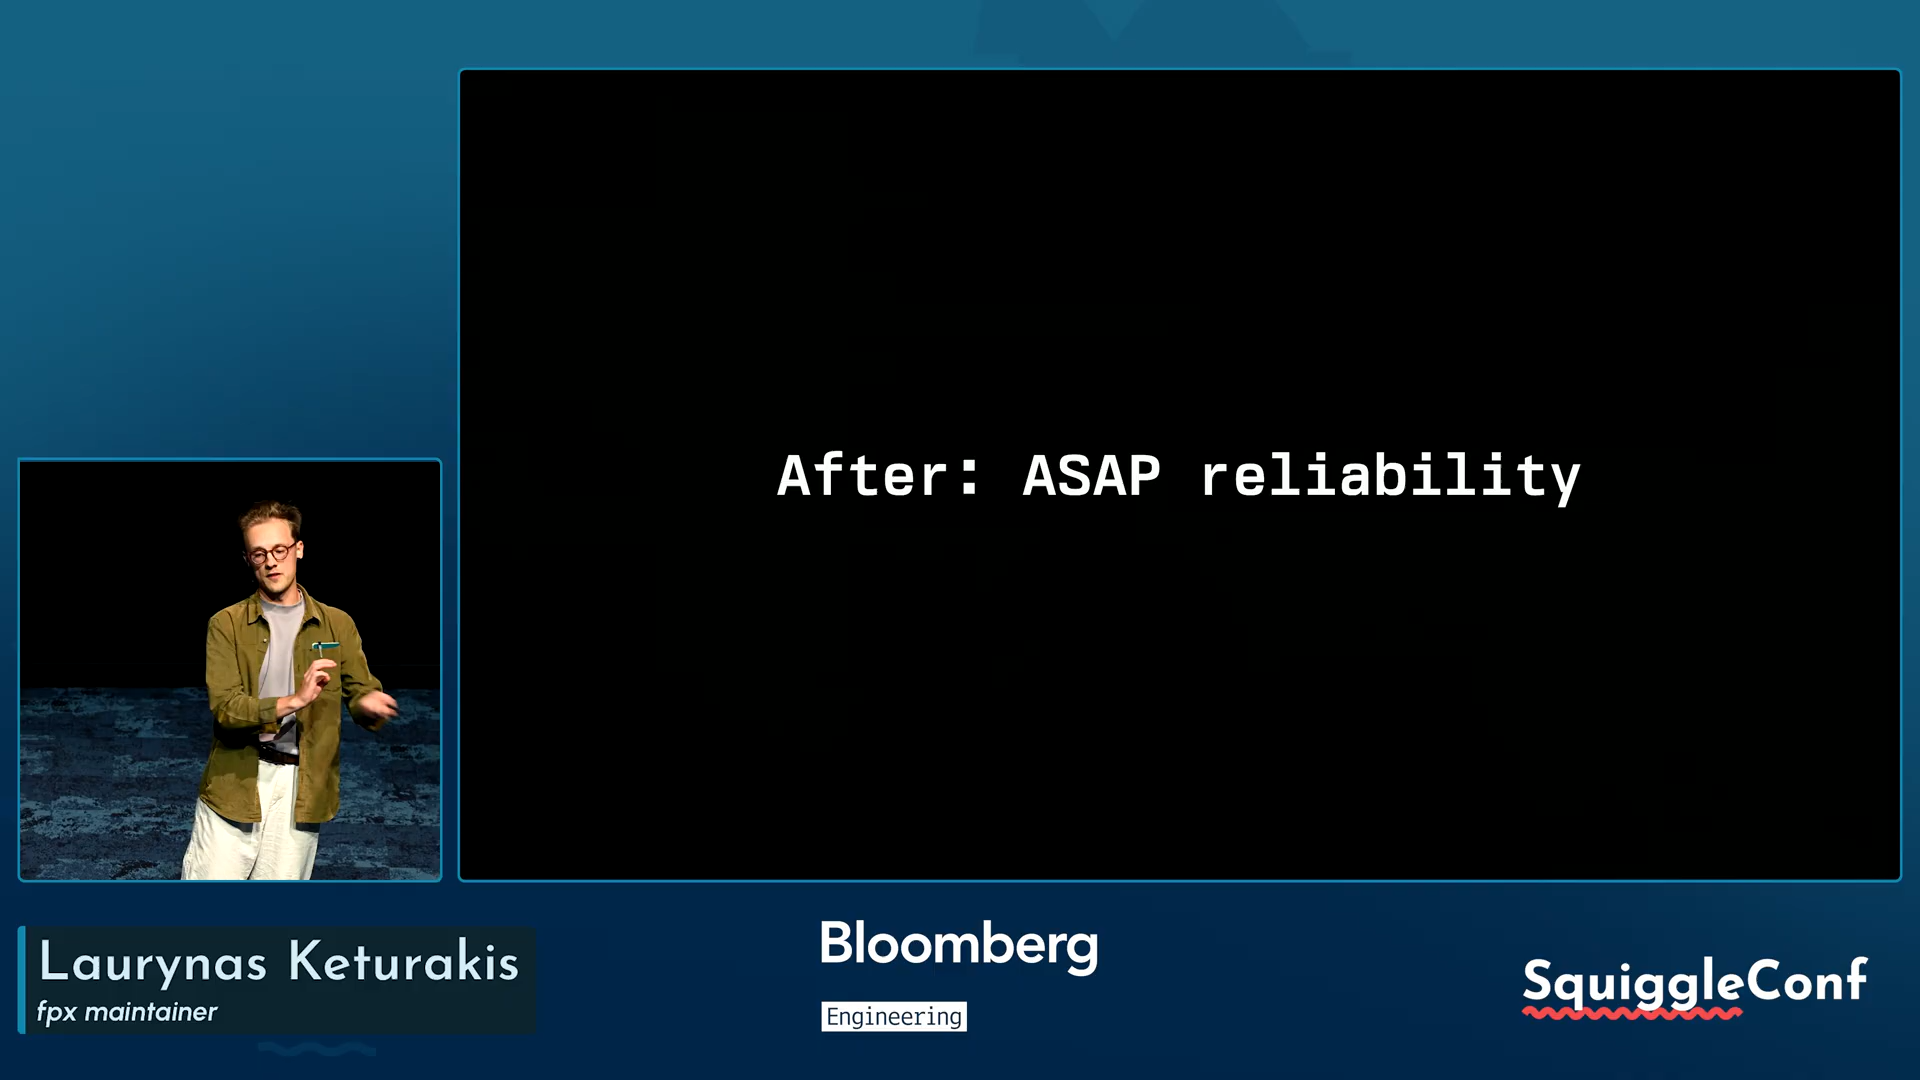 After: ASAP reliability
Laurynas Keturakis
fpx maintainer
Bloomberg
Engineering
SquiggleConf